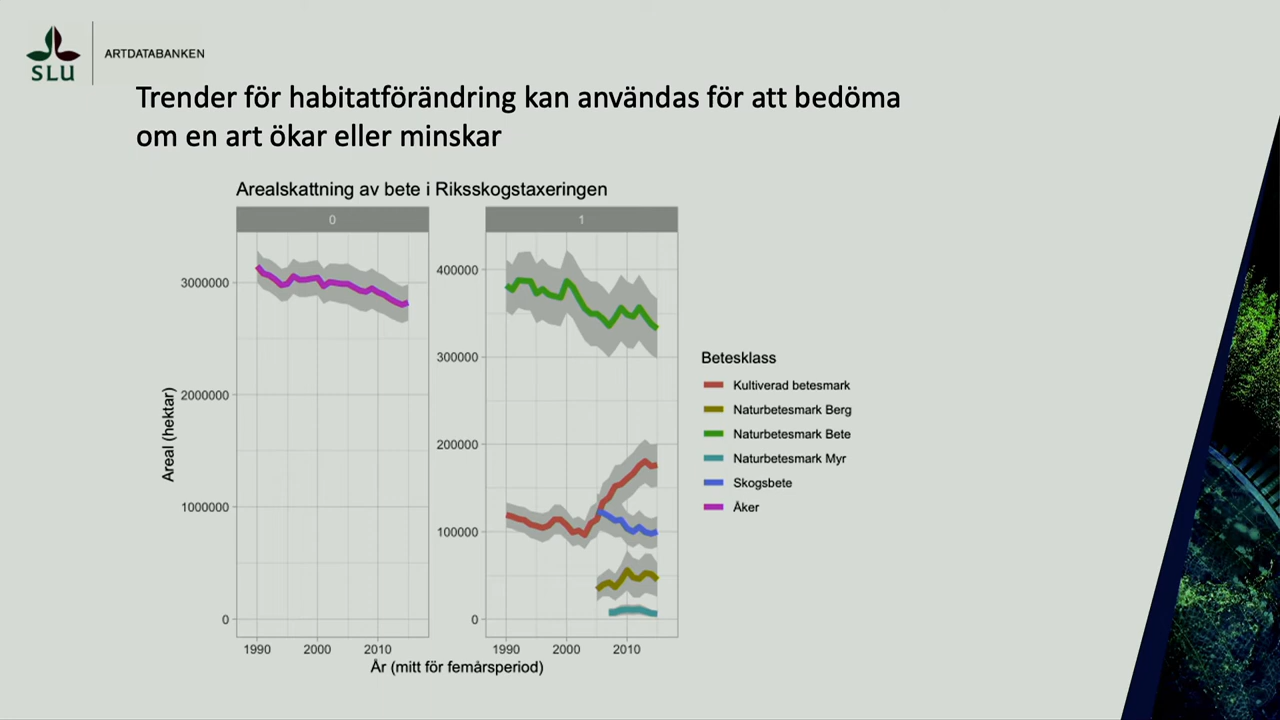 SLU
ARTDATABANKEN
Trender för habitatförändring kan användas för att bedöma
om en art ökar eller minskar
Arealskattning av bete i Riksskogstaxeringen
0
1
Areal (hektar)
3000000
2000000
1000000
0
400000
300000
200000
100000
0
1990
2000
2010
1990
2000
2010
År (mitt för femårsperiod)
Betesklass
Kultiverad betesmark
Naturbetesmark Berg
Naturbetesmark Bete
Naturbetesmark Myr
Skogsbete
Åker